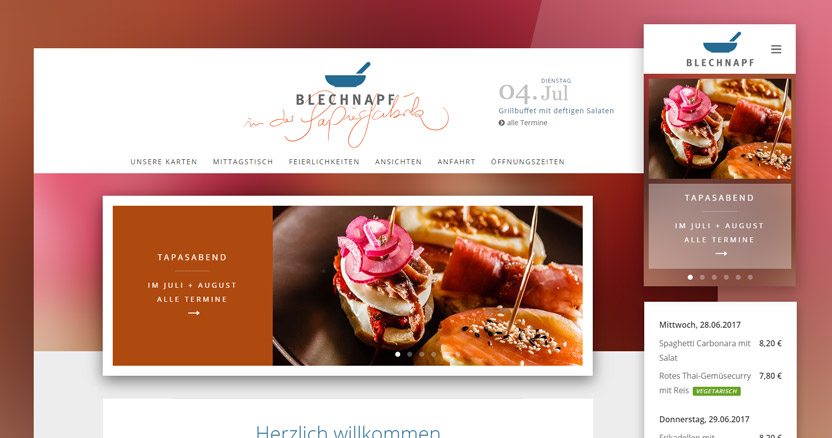 BLECHNAPF
in der Papierfabrik
DIENSTAG
04. Jul
Grillbuffet mit deftigen Salaten
alle Termine
UNSERE KARTEN MITTAGSTISCH FEIERLICHKEITEN ANSICHTEN ANFAHRT ÖFFNUNGSZEITEN
TAPASABEND
IM JULI + AUGUST
ALLE TERMINE
→
Herzlich willkommen
BLECHNAPF
TAPASABEND
IM JULI + AUGUST
ALLE TERMINE
→
Mittwoch, 28.06.2017
Spaghetti Carbonara mit 8,20 €
Salat
Rotes Thai-Gemüsecurry 7,80 €
mit Reis VEGETARISCH
Donnerstag, 29.06.2017
Frikadellen mit 8,20 €